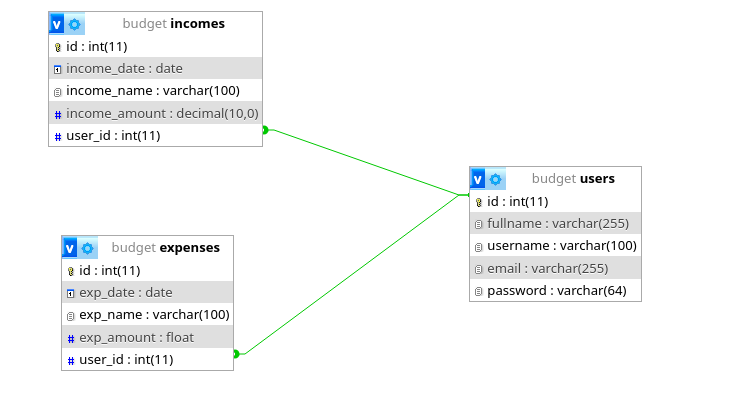 v budget incomes
id : int(11)
income_date : date
income_name : varchar(100)
income_amount : decimal(10,0)
# user_id : int(11)
v budget users
id : int(11)
fullname : varchar(255)
username : varchar(100)
email : varchar(255)
password : varchar(64)
v budget expenses
id : int(11)
exp_date : date
exp_name : varchar(100)
# exp_amount : float
# user_id : int(11)